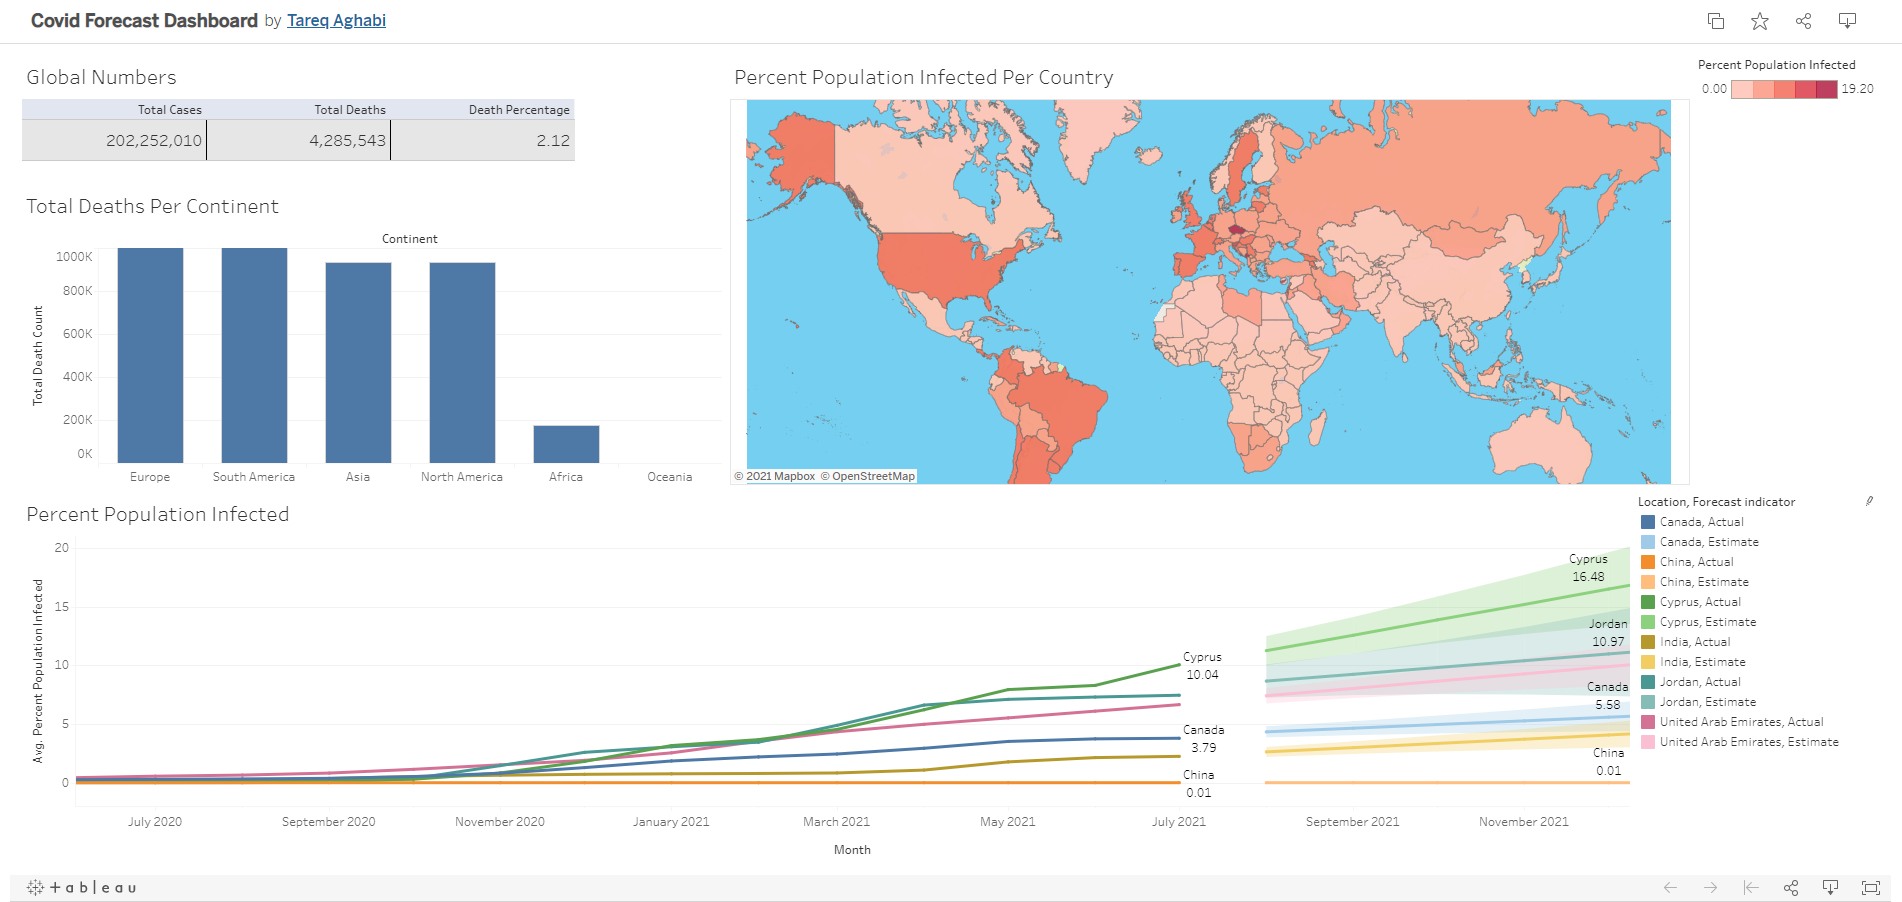 Covid Forecast Dashboard by Tareq Aghabi
Global Numbers
Total Cases Total Deaths Death Percentage
202,252,010 4,285,543 2.12
Total Deaths Per Continent
Continent
Total Death Count
1000K
800K
600K
400K
200K
0K
Europe South America Asia North America Africa Oceania
Percent Population Infected Per Country
© 2021 Mapbox © OpenStreetMap
Percent Population Infected
0.00 19.20
Percent Population Infected
Avg. Percent Population Infected
20
15
10
5
0
Cyprus
10.04
Canada
3.79
China
0.01
Cyprus
16.48
Jordan
10.97
Canada
5.58
China
0.01
July 2020 September 2020 November 2020 January 2021 March 2021 May 2021 July 2021 September 2021 November 2021
Month
Location, Forecast indicator
Canada, Actual
Canada, Estimate
China, Actual
China, Estimate
Cyprus, Actual
Cyprus, Estimate
India, Actual
India, Estimate
Jordan, Actual
Jordan, Estimate
United Arab Emirates, Actual
United Arab Emirates, Estimate
+ableau